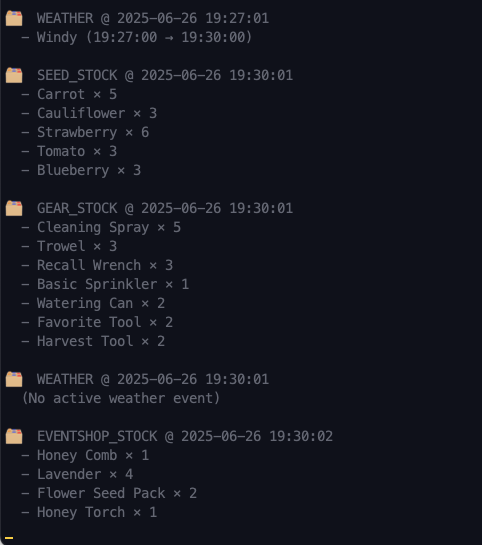 WEATHER @ 2025-06-26 19:27:01
- Windy (19:27:00 → 19:30:00)
SEED_STOCK @ 2025-06-26 19:30:01
- Carrot × 5
- Cauliflower × 3
- Strawberry × 6
- Tomato × 3
- Blueberry × 3
GEAR_STOCK @ 2025-06-26 19:30:01
- Cleaning Spray × 5
- Trowel × 3
- Recall Wrench × 3
- Basic Sprinkler × 1
- Watering Can × 2
- Favorite Tool × 2
- Harvest Tool × 2
WEATHER @ 2025-06-26 19:30:01
(No active weather event)
EVENTSHOP_STOCK @ 2025-06-26 19:30:02
- Honey Comb × 1
- Lavender × 4
- Flower Seed Pack × 2
- Honey Torch × 1